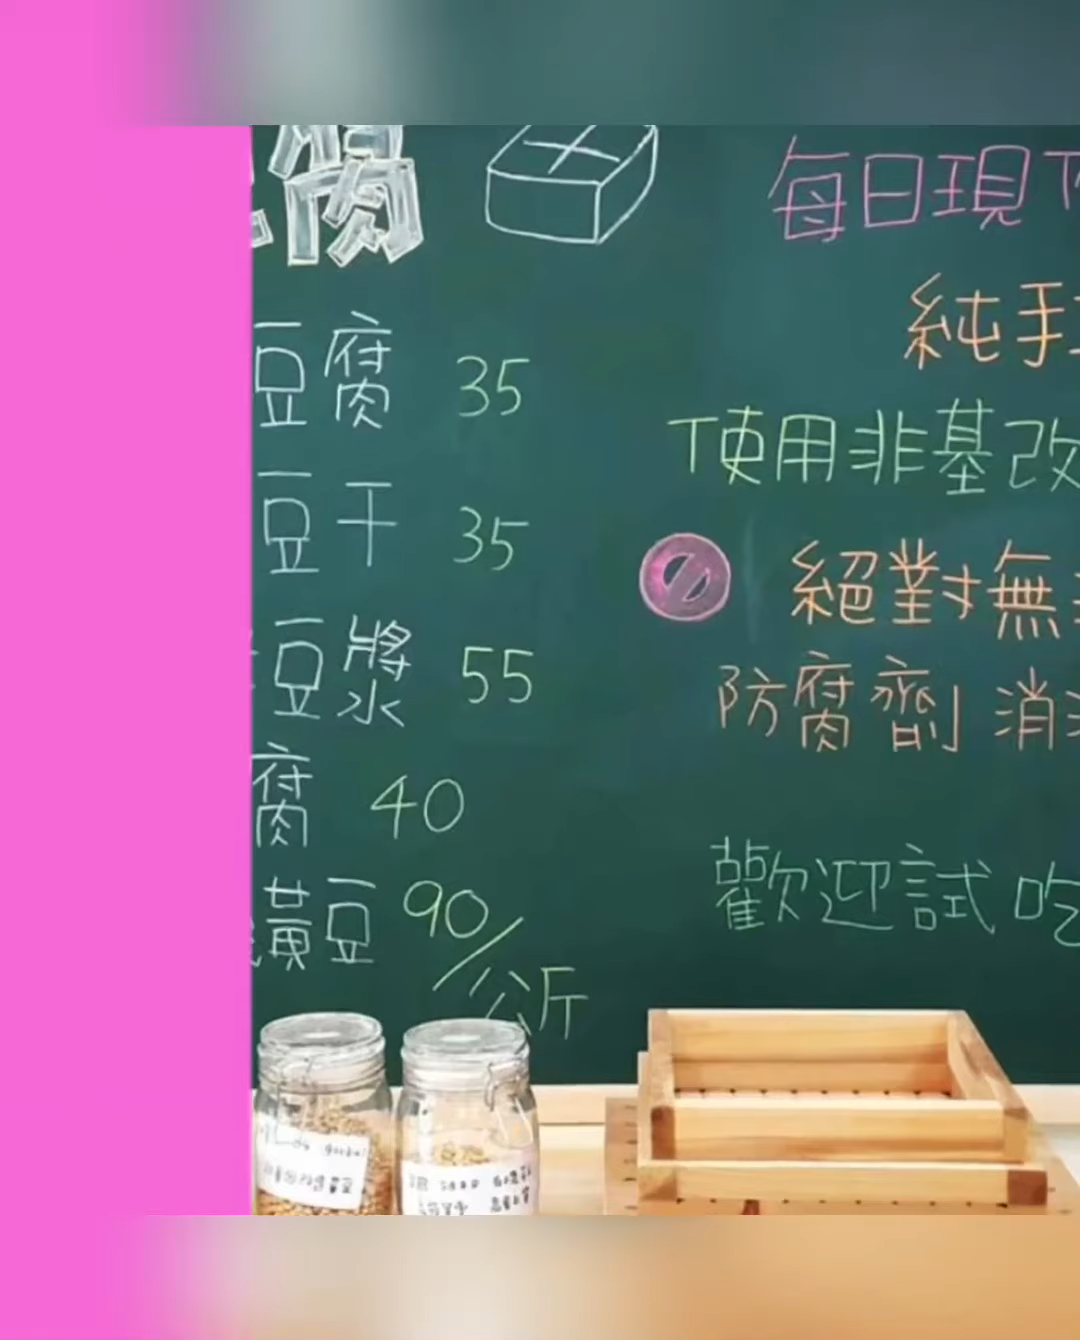 腐
每日現
純手
豆腐 35
使用非基改
豆干 35
絕對無
豆漿 55
防腐劑 消
腐 40
歡迎試吃
黃豆 90/公斤